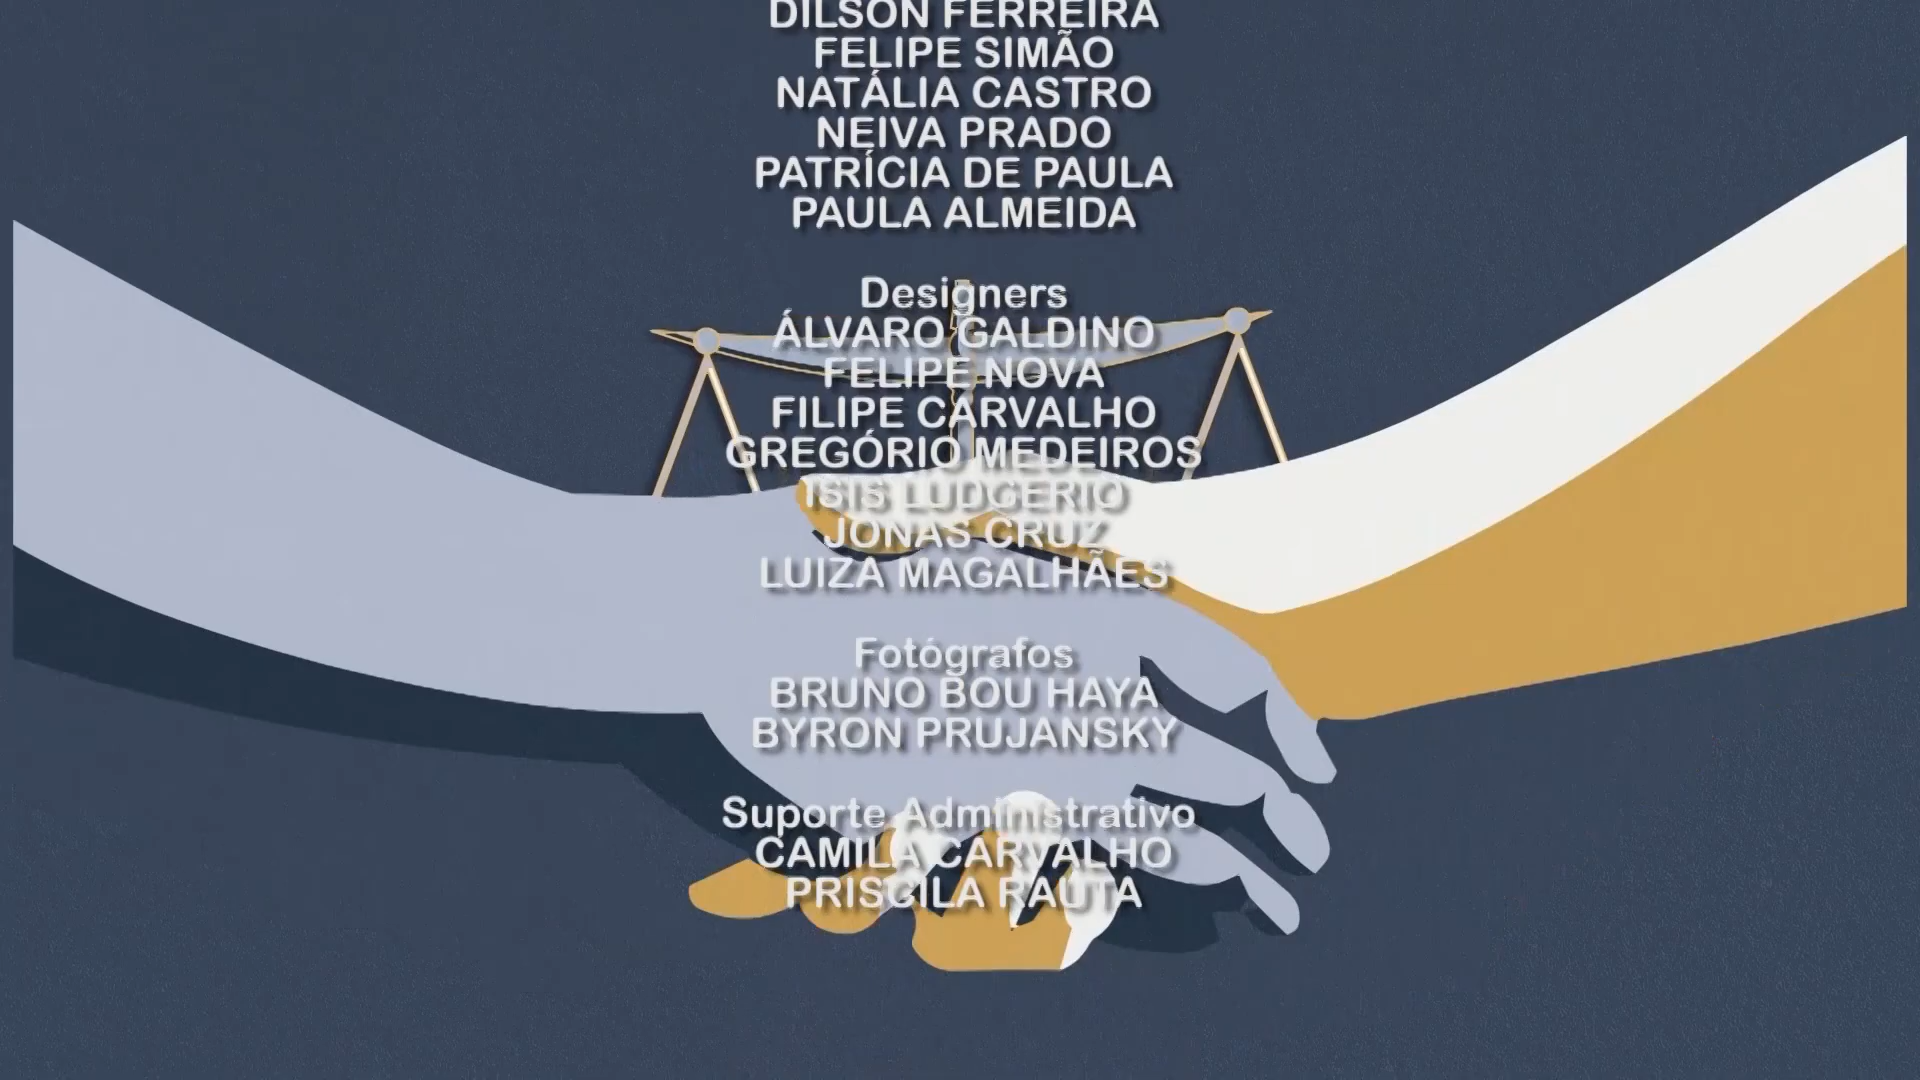 DILSON FERREIRA
FELIPE SIMÃO
NATÁLIA CASTRO
NEIVA PRADO
PATRÍCIA DE PAULA
PAULA ALMEIDA
Designers
ÁLVARO GALDINO
FELIPE NOVA
FILIPE CARVALHO
GREGÓRIO MEDEIROS
ISIS LUDGERIO
JONAS CRUZ
LUIZA MAGALHÃES
Fotógrafos
BRUNO BOU HAYA
BYRON PRUJANSKY
Suporte Administrativo
CAMILA CARVALHO
PRISCILA RAUTA